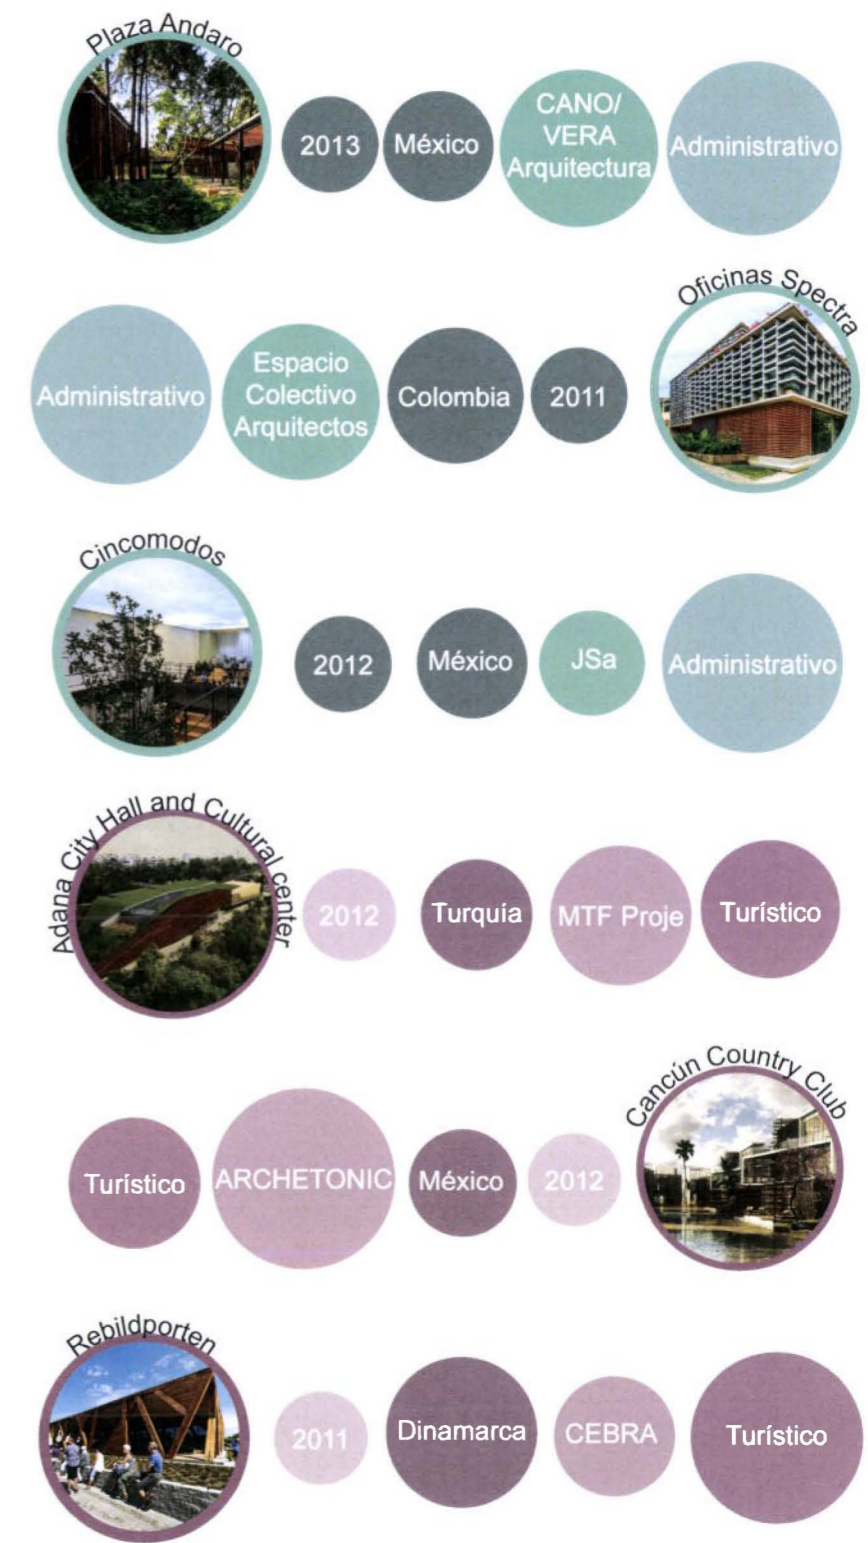 Plaza Andaro
2013
México
CANO/
VERA
Arquitectura
Administrativo
Oficinas Spectra
Administrativo
Espacio
Colectivo
Arquitectos
Colombia
2011
Cincomodos
2012
México
JSa
Administrativo
Adana City Hall and Cultural center
2012
Turquía
MTF Proje
Turístico
Cancún Country Club
Turístico
ARCHETONIC
México
2012
Rebildporten
2011
Dinamarca
CEBRA
Turístico